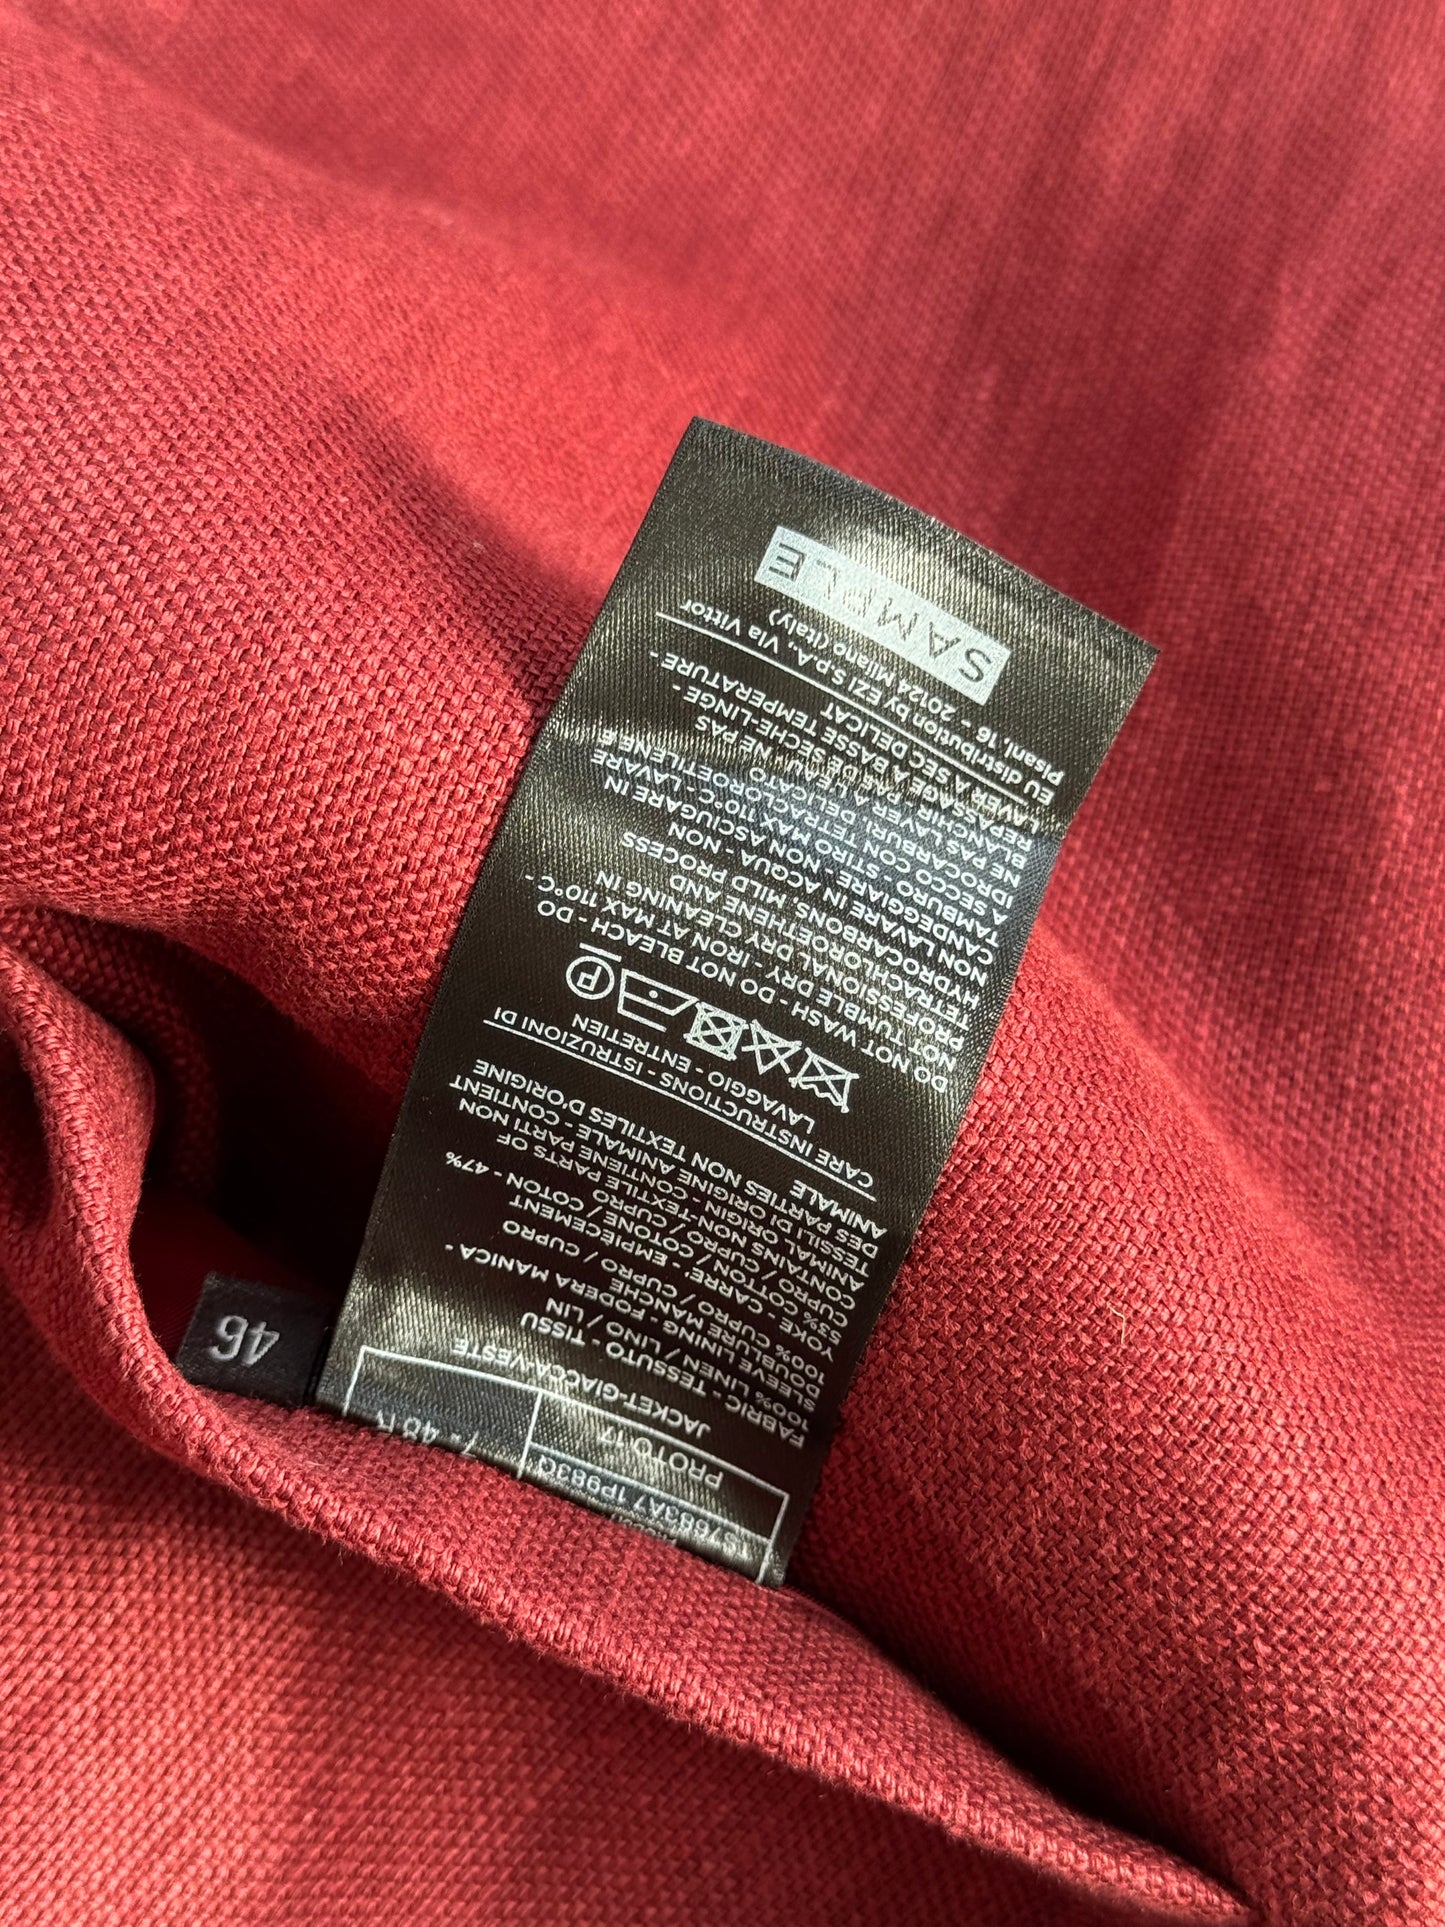 S7683A71P983Q
PROTO 17
7 - 48 R
JACKET-GIACCA-VESTE
FABRIC - TESSUTO - TISSU
100% LINEN / LINO / LIN
SLEEVE LINING - FODERA MANICA -
DOUBLURE MANCHE
100% CUPRO / CUPRO / CUPRO
YOKE - CARRE' - EMPIECEMENT
53% COTTON / COTONE / COTON - 47%
CUPRO / CUPRO / CUPRO
CONTAINS NON-TEXTILE PARTS OF
ANIMAL ORIGIN - CONTIENE PARTI NON
TESSILI DI ORIGINE ANIMALE - CONTIENT
DES PARTIES NON TEXTILES D'ORIGINE
ANIMALE
CARE INSTRUCTIONS - ISTRUZIONI DI
LAVAGGIO - ENTRETIEN
P
DO NOT WASH - DO NOT BLEACH - DO
NOT TUMBLE DRY - IRON AT MAX 110°C -
PROFESSIONAL DRY CLEANING IN
TETRACHLOROETHENE AND
HYDROCARBONS, MILD PROCESS
NON LAVARE IN ACQUA - NON
CANDEGGIARE - NON ASCIUGARE IN
TAMBURO - STIRO MAX 110°C - LAVARE
A SECCO CON TETRACLOROETILENE E
IDROCARBURI, DELICATO
NE PAS LAVER A L'EAU - NE PAS
BLANCHIR - PAS DE SECHE-LINGE -
REPASSAGE A BASSE TEMPERATURE -
LAVER A SEC DELICAT
EU distribution by EZI S.p.A., Via Vittor
Pisani, 16 - 20124 Milano (Italy)
SAMPLE
46